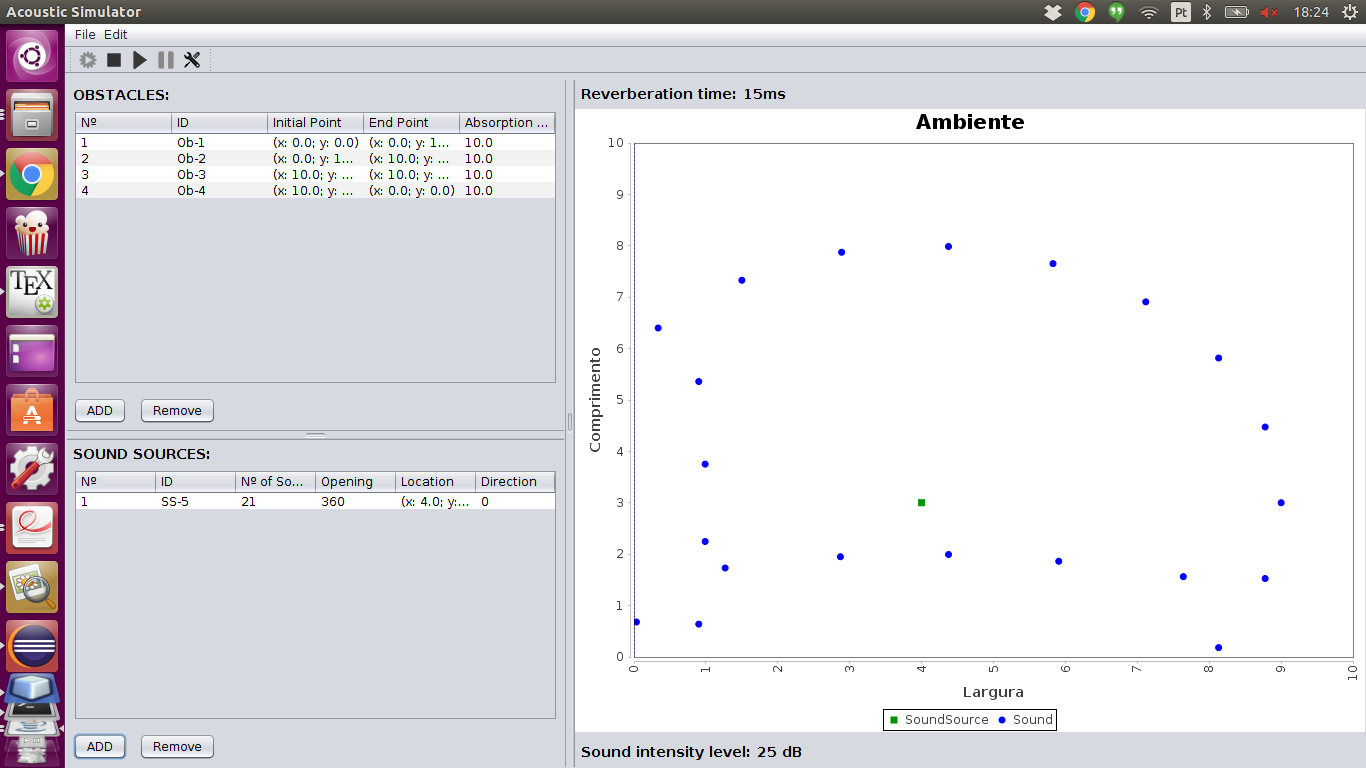 Acoustic Simulator
Pt
18:24
File Edit
OBSTACLES:
Nº ID Initial Point End Point Absorption ...
1 Ob-1 (x: 0.0; y: 0.0) (x: 0.0; y: 1... 10.0
2 Ob-2 (x: 0.0; y: 1... (x: 10.0; y: ... 10.0
3 Ob-3 (x: 10.0; y: ... (x: 10.0; y: ... 10.0
4 Ob-4 (x: 10.0; y: ... (x: 0.0; y: 0.0) 10.0
ADD Remove
SOUND SOURCES:
Nº ID Nº of So... Opening Location Direction
1 SS-5 21 360 (x: 4.0; y:... 0
ADD Remove
TEX
A
Reverberation time: 15ms
Ambiente
10
9
8
7
6
5
4
3
2
1
0
Comprimento
0 1 2 3 4 5 6 7 8 9 10
Largura
SoundSource Sound
Sound intensity level: 25 dB